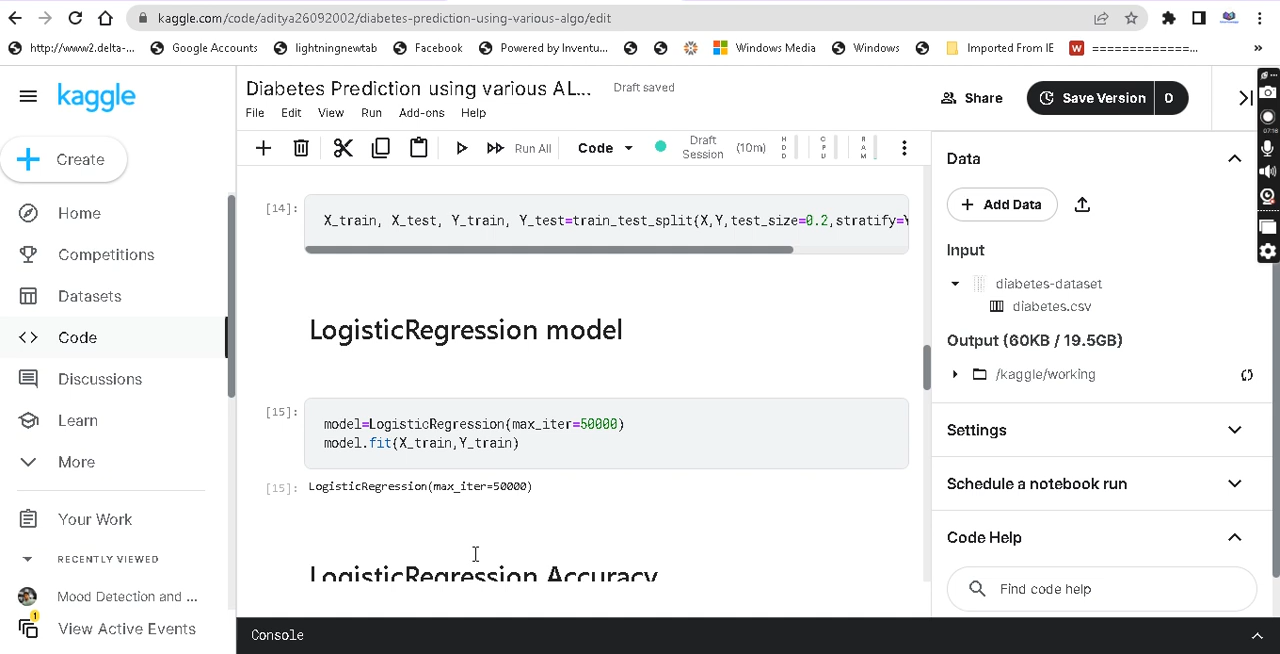 kaggle.com/code/aditya26092002/diabetes-prediction-using-various-algo/edit
http://www2.delta-... Google Accounts lightningnewtab Facebook Powered by Inventu... Windows Media Windows Imported From IE ============...
kaggle
Create
Home
Competitions
Datasets
Code
Discussions
Learn
More
Your Work
RECENTLY VIEWED
Mood Detection and ...
1
View Active Events
Diabetes Prediction using various AL... Draft saved
File Edit View Run Add-ons Help
Share
Save Version 0
Run All Code Draft Session (10m) HDD CPU RAM
[14]: X_train, X_test, Y_train, Y_test=train_test_split(X,Y,test_size=0.2,stratify=Y
LogisticRegression model
[15]: model=LogisticRegression(max_iter=50000)
model.fit(X_train,Y_train)
[15]: LogisticRegression(max_iter=50000)
LogisticRegression Accuracy
Console
Data
Add Data
Input
diabetes-dataset
diabetes.csv
Output (60KB / 19.5GB)
/kaggle/working
Settings
Schedule a notebook run
Code Help
Find code help